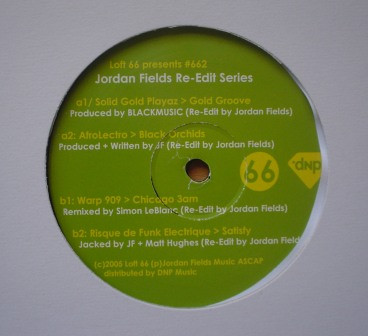 Loft 66 presents #662
Jordan Fields Re-Edit Series
a1/ Solid Gold Playaz > Gold Groove
Produced by BLACKMUSIC (Re-Edit by Jordan Fields)
a2: AfroLectro > Black Orchids
Produced + Written by JF (Re-Edit by Jordan Fields)
66
dnp
b1: Warp 909 > Chicago 3am
Remixed by Simon LeBlanc (Re-Edit by Jordan Fields)
b2: Risque de Funk Electrique > Satisfy
Jacked by JF + Matt Hughes (Re-Edit by Jordan Fields)
(c)2005 Loft 66 (p)Jordan Fields Music ASCAP
distributed by DNP Music